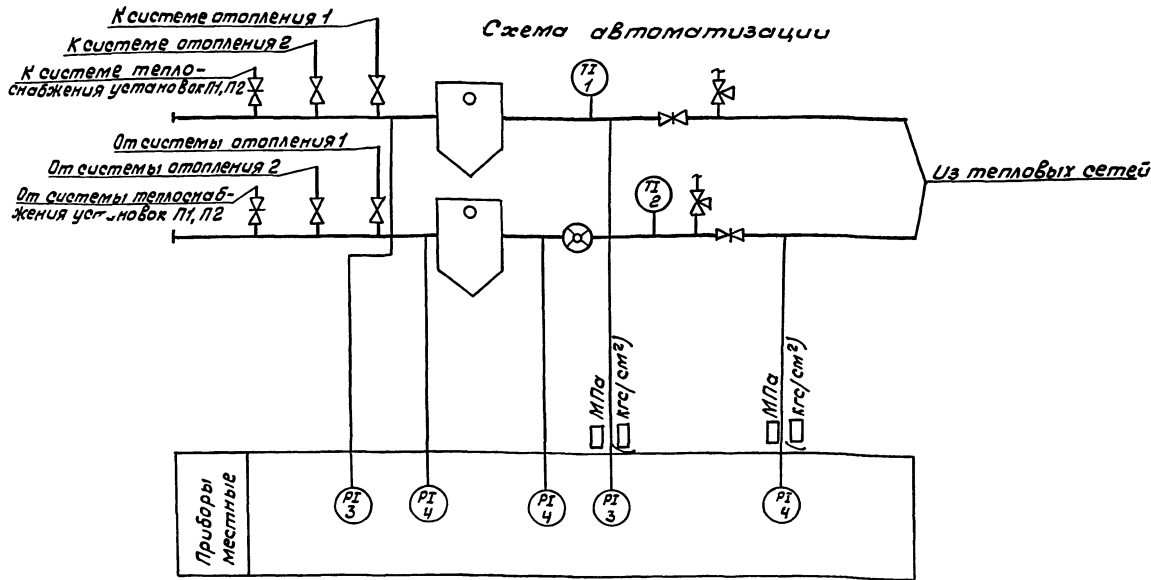 Схема автоматизации
К системе отопления 1
К системе отопления 2
К системе тепло-
снабжения установок П1, П2
От системы отопления 1
От системы отопления 2
От системы теплоснаб-
жения установок П1, П2
TI
1
TI
2
Из тепловых сетей
МПа
(кгс/см²)
МПа
(кгс/см²)
Приборы
местные
PI
3
PI
4
PI
4
PI
3
PI
4